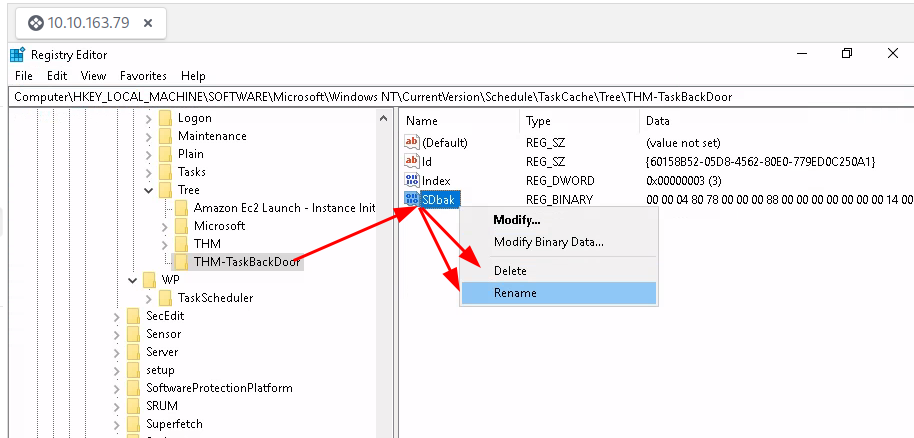 10.10.163.79 ×
Registry Editor
File Edit View Favorites Help
Computer\HKEY_LOCAL_MACHINE\SOFTWARE\Microsoft\Windows NT\CurrentVersion\Schedule\TaskCache\Tree\THM-TaskBackDoor
Logon
Maintenance
Plain
Tasks
Tree
Amazon Ec2 Launch - Instance Init
Microsoft
THM
THM-TaskBackDoor
WP
TaskScheduler
SecEdit
Sensor
Server
setup
SoftwareProtectionPlatform
SRUM
Superfetch
Name Type Data
(Default) REG_SZ (value not set)
Id REG_SZ {60158B52-05D8-4562-80E0-779ED0C250A1}
Index REG_DWORD 0x00000003 (3)
SDbak REG_BINARY 00 00 04 80 78 00 00 00 88 00 00 00 00 00 00 00 14 00
Modify...
Modify Binary Data...
Delete
Rename